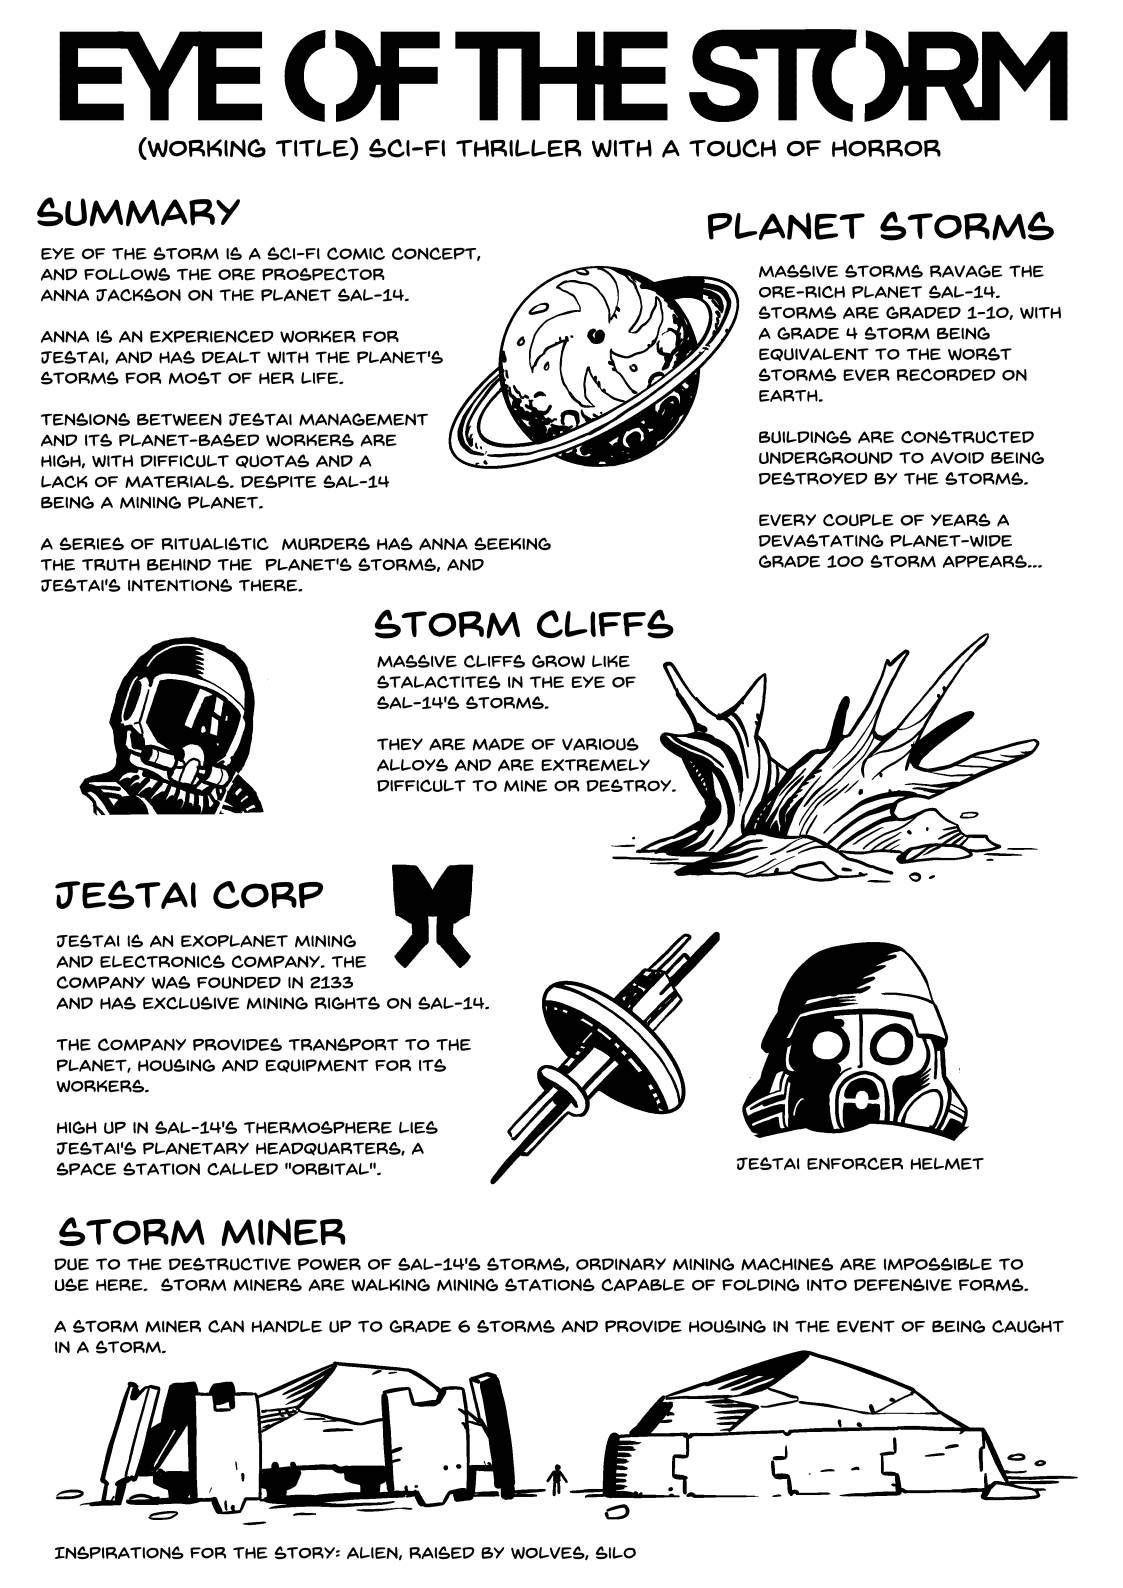 EYE OF THE STORM
(WORKING TITLE) SCI-FI THRILLER WITH A TOUCH OF HORROR
SUMMARY
EYE OF THE STORM IS A SCI-FI COMIC CONCEPT,
AND FOLLOWS THE ORE PROSPECTOR
ANNA JACKSON ON THE PLANET SAL-14.
ANNA IS AN EXPERIENCED WORKER FOR
JESTAI, AND HAS DEALT WITH THE PLANET'S
STORMS FOR MOST OF HER LIFE.
TENSIONS BETWEEN JESTAI MANAGEMENT
AND ITS PLANET-BASED WORKERS ARE
HIGH, WITH DIFFICULT QUOTAS AND A
LACK OF MATERIALS. DESPITE SAL-14
BEING A MINING PLANET.
A SERIES OF RITUALISTIC MURDERS HAS ANNA SEEKING
THE TRUTH BEHIND THE PLANET'S STORMS, AND
JESTAI'S INTENTIONS THERE.
PLANET STORMS
MASSIVE STORMS RAVAGE THE
ORE-RICH PLANET SAL-14.
STORMS ARE GRADED 1-10, WITH
A GRADE 4 STORM BEING
EQUIVALENT TO THE WORST
STORMS EVER RECORDED ON
EARTH.
BUILDINGS ARE CONSTRUCTED
UNDERGROUND TO AVOID BEING
DESTROYED BY THE STORMS.
EVERY COUPLE OF YEARS A
DEVASTATING PLANET-WIDE
GRADE 100 STORM APPEARS...
STORM CLIFFS
MASSIVE CLIFFS GROW LIKE
STALACTITES IN THE EYE OF
SAL-14'S STORMS.
THEY ARE MADE OF VARIOUS
ALLOYS AND ARE EXTREMELY
DIFFICULT TO MINE OR DESTROY.
JESTAI CORP
JESTAI IS AN EXOPLANET MINING
AND ELECTRONICS COMPANY. THE
COMPANY WAS FOUNDED IN 2133
AND HAS EXCLUSIVE MINING RIGHTS ON SAL-14.
THE COMPANY PROVIDES TRANSPORT TO THE
PLANET, HOUSING AND EQUIPMENT FOR ITS
WORKERS.
HIGH UP IN SAL-14'S THERMOSPHERE LIES
JESTAI'S PLANETARY HEADQUARTERS, A
SPACE STATION CALLED "ORBITAL".
JESTAI ENFORCER HELMET
STORM MINER
DUE TO THE DESTRUCTIVE POWER OF SAL-14'S STORMS, ORDINARY MINING MACHINES ARE IMPOSSIBLE TO
USE HERE. STORM MINERS ARE WALKING MINING STATIONS CAPABLE OF FOLDING INTO DEFENSIVE FORMS.
A STORM MINER CAN HANDLE UP TO GRADE 6 STORMS AND PROVIDE HOUSING IN THE EVENT OF BEING CAUGHT
IN A STORM.
INSPIRATIONS FOR THE STORY: ALIEN, RAISED BY WOLVES, SILO